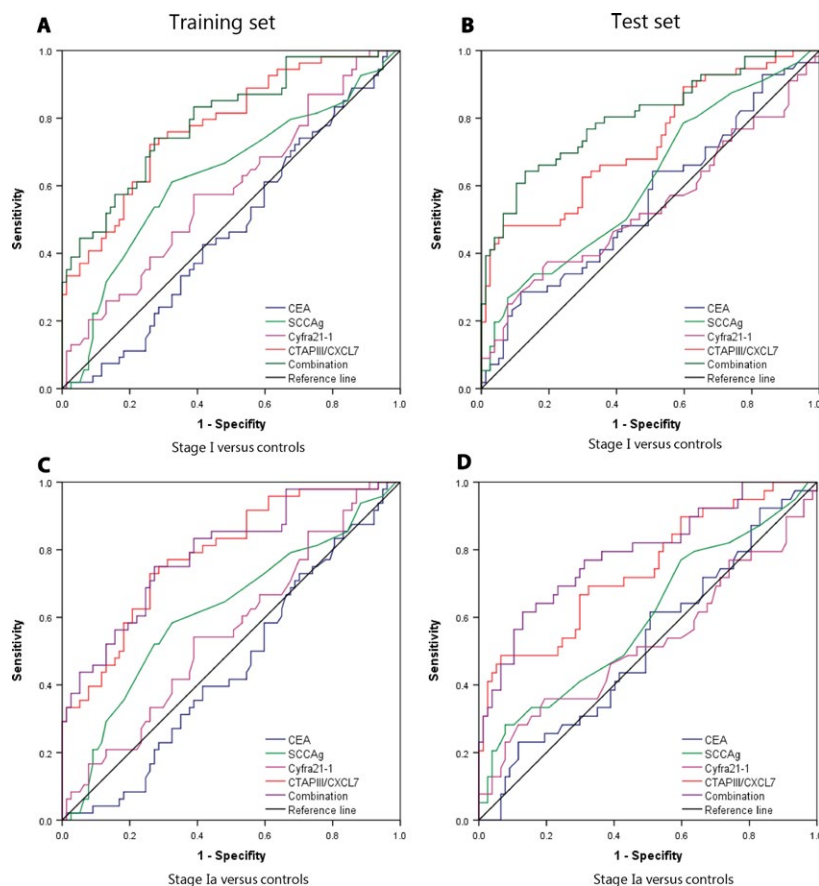 Training set
Test set
A
1.0
0.8
0.6
0.4
0.2
0.0
Sensitivity
CEA
SCCAg
Cyfra21-1
CTAPIII/CXCL7
Combination
Reference line
0.0 0.2 0.4 0.6 0.8 1.0
1 - Specifity
Stage I versus controls
B
1.0
0.8
0.6
0.4
0.2
0.0
Sensitivity
CEA
SCCAg
Cyfra21-1
CTAPIII/CXCL7
Combination
Reference line
0.0 0.2 0.4 0.6 0.8 1.0
1 - Specifity
Stage I versus controls
C
1.0
0.8
0.6
0.4
0.2
0.0
Sensitivity
CEA
SCCAg
Cyfra21-1
CTAPIII/CXCL7
Combination
Reference line
0.0 0.2 0.4 0.6 0.8 1.0
1 - Specifity
Stage Ia versus controls
D
1.0
0.8
0.6
0.4
0.2
0.0
Sensitivity
CEA
SCCAg
Cyfra21-1
CTAPIII/CXCL7
Combination
Reference line
0.0 0.2 0.4 0.6 0.8 1.0
1 - Specifity
Stage Ia versus controls